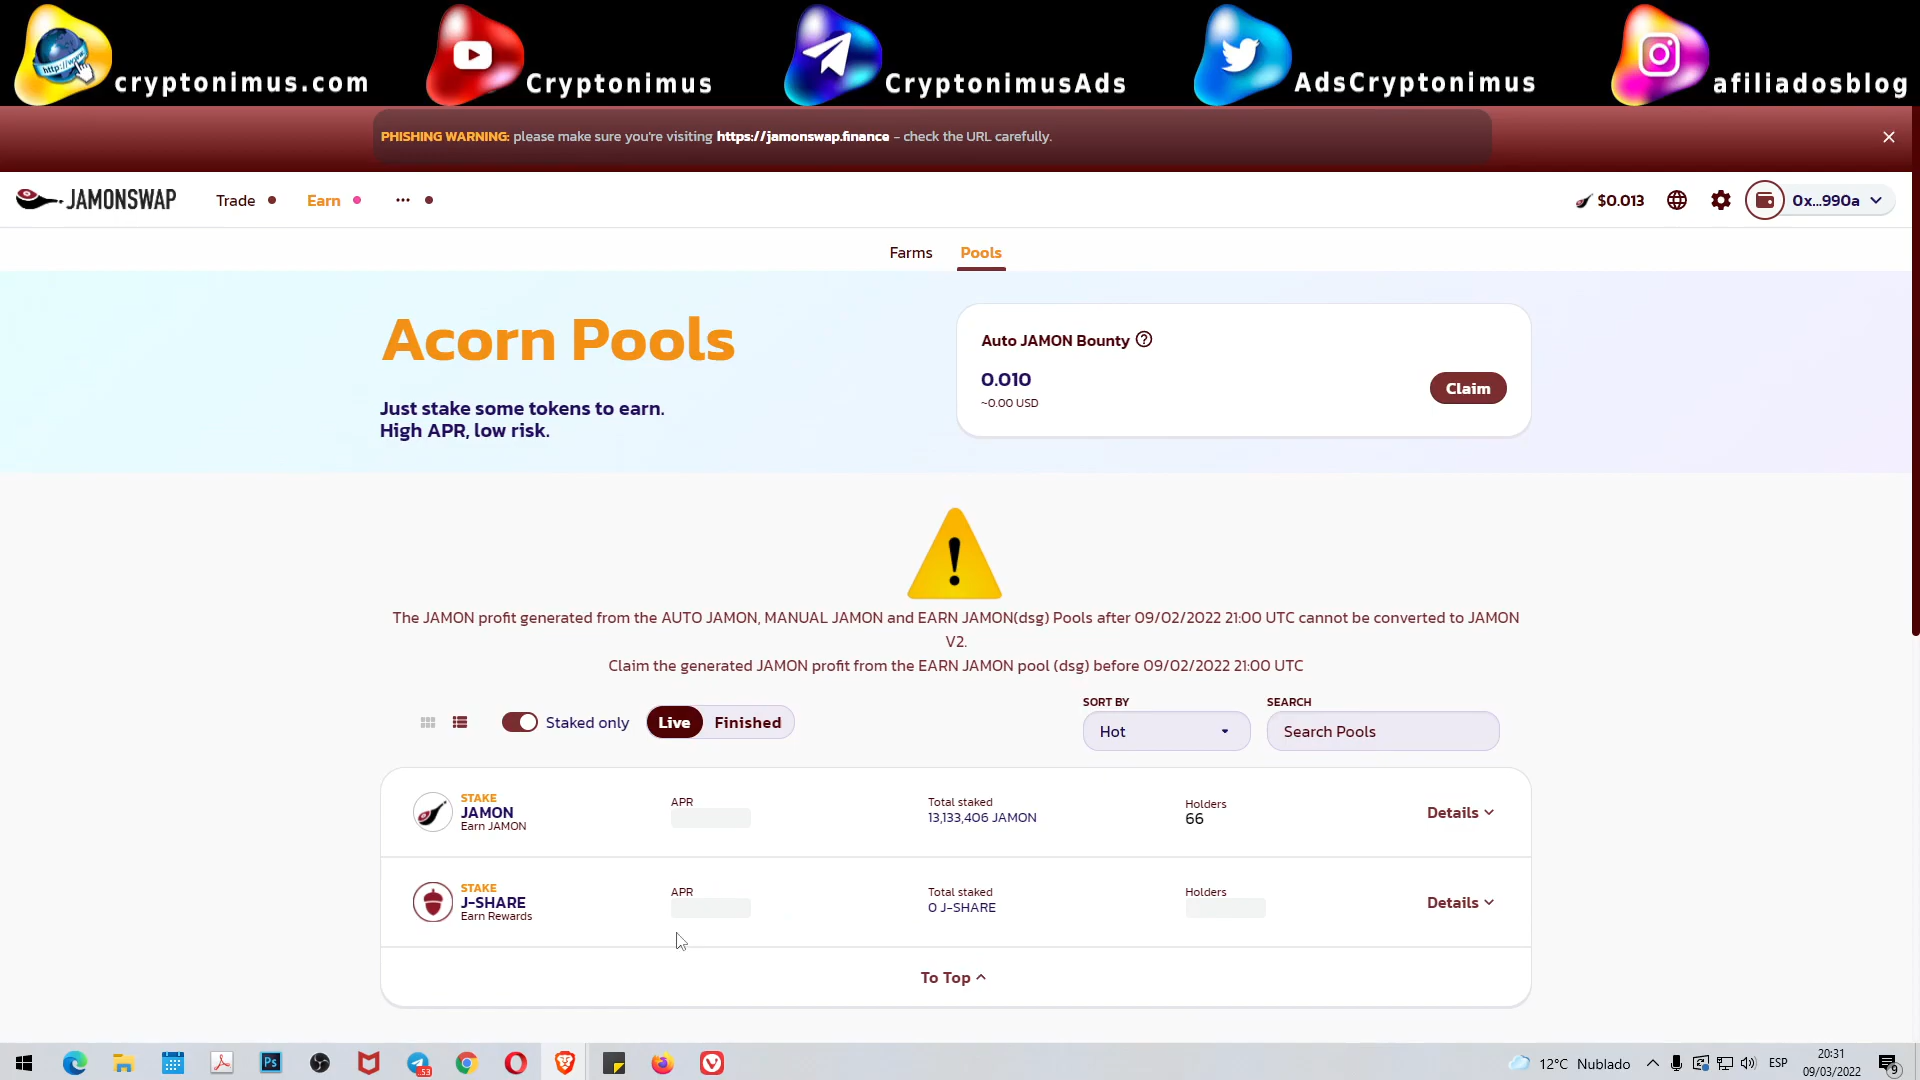 http://www
cryptonimus.com
Cryptonimus
CryptonimusAds
AdsCryptonimus
afiliadosblog
PHISHING WARNING: please make sure you're visiting https://jamonswap.finance - check the URL carefully.
JAMONSWAP
Trade
Earn
$0.013
0x...990a
Farms
Pools
Acorn Pools
Just stake some tokens to earn.
High APR, low risk.
Auto JAMON Bounty
0.010
~0.00 USD
Claim
The JAMON profit generated from the AUTO JAMON, MANUAL JAMON and EARN JAMON(dsg) Pools after 09/02/2022 21:00 UTC cannot be converted to JAMON
V2.
Claim the generated JAMON profit from the EARN JAMON pool (dsg) before 09/02/2022 21:00 UTC
Staked only
Live
Finished
SORT BY
Hot
SEARCH
Search Pools
STAKE
JAMON
Earn JAMON
APR
Total staked
13,133,406 JAMON
Holders
66
Details
STAKE
J-SHARE
Earn Rewards
APR
Total staked
0 J-SHARE
Holders
Details
To Top
Ps
53
12°C Nublado
ESP
20:31
09/03/2022
9